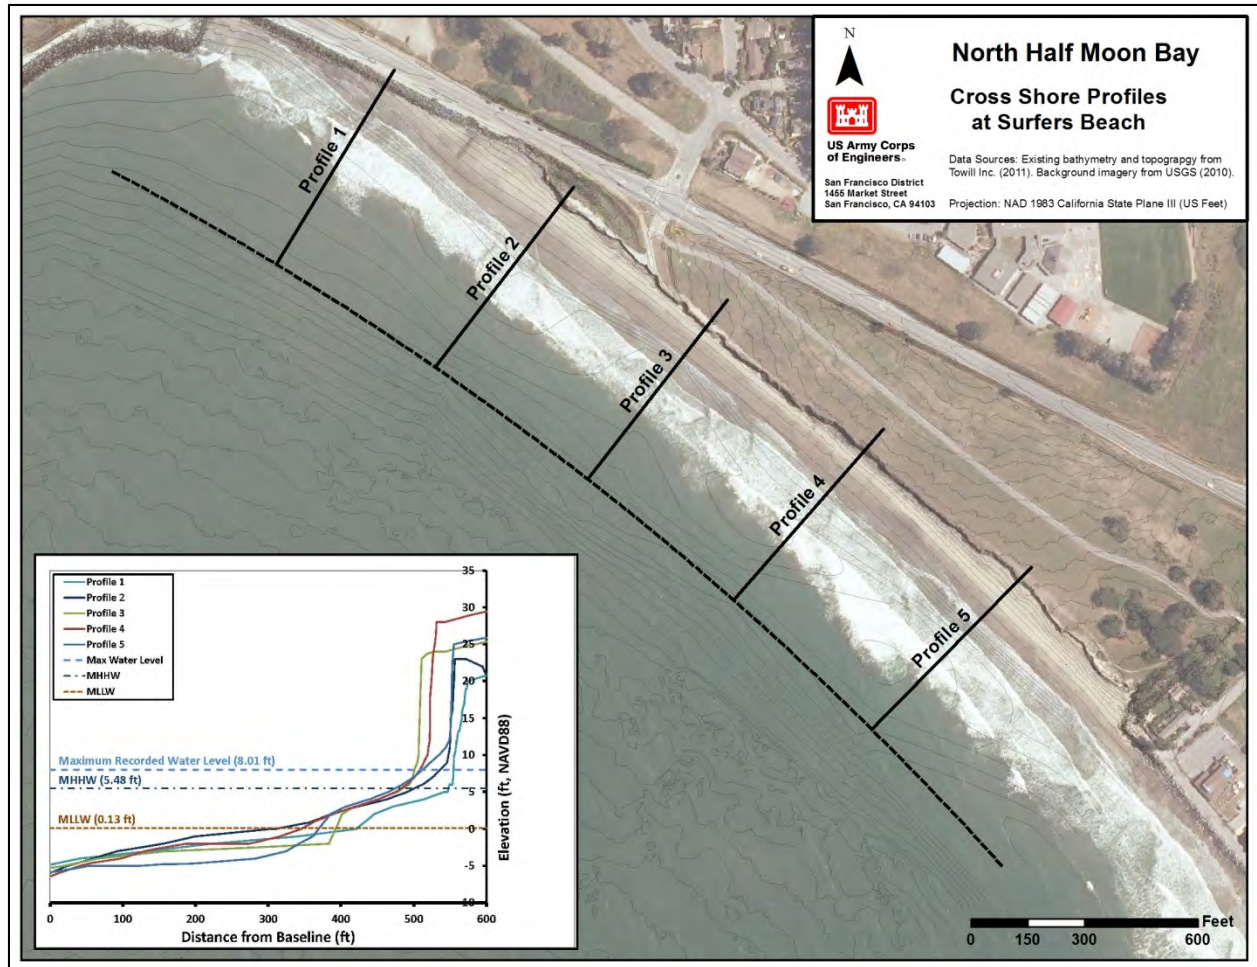 N
North Half Moon Bay
Cross Shore Profiles
at Surfers Beach
US Army Corps
of Engineers®
San Francisco District
1455 Market Street
San Francisco, CA 94103
Data Sources: Existing bathymetry and topograpgy from
Towill Inc. (2011). Background imagery from USGS (2010).
Projection: NAD 1983 California State Plane III (US Feet)
Profile 1
Profile 2
Profile 3
Profile 4
Profile 5
Profile 1
Profile 2
Profile 3
Profile 4
Profile 5
Max Water Level
MHHW
MLLW
Maximum Recorded Water Level (8.01 ft)
MHHW (5.48 ft)
MLLW (0.13 ft)
35
30
25
20
15
10
5
0
-5
10
Elevation (ft, NAVD88)
0 100 200 300 400 500 600
Distance from Baseline (ft)
Feet
0 150 300 600